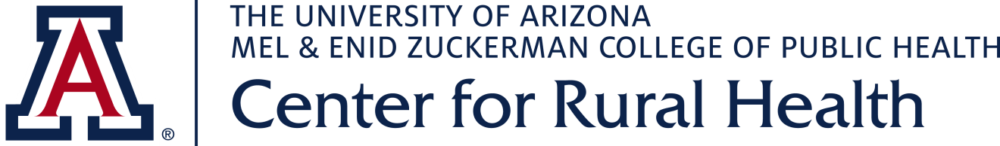 A®
THE UNIVERSITY OF ARIZONA
MEL & ENID ZUCKERMAN COLLEGE OF PUBLIC HEALTH
Center for Rural Health